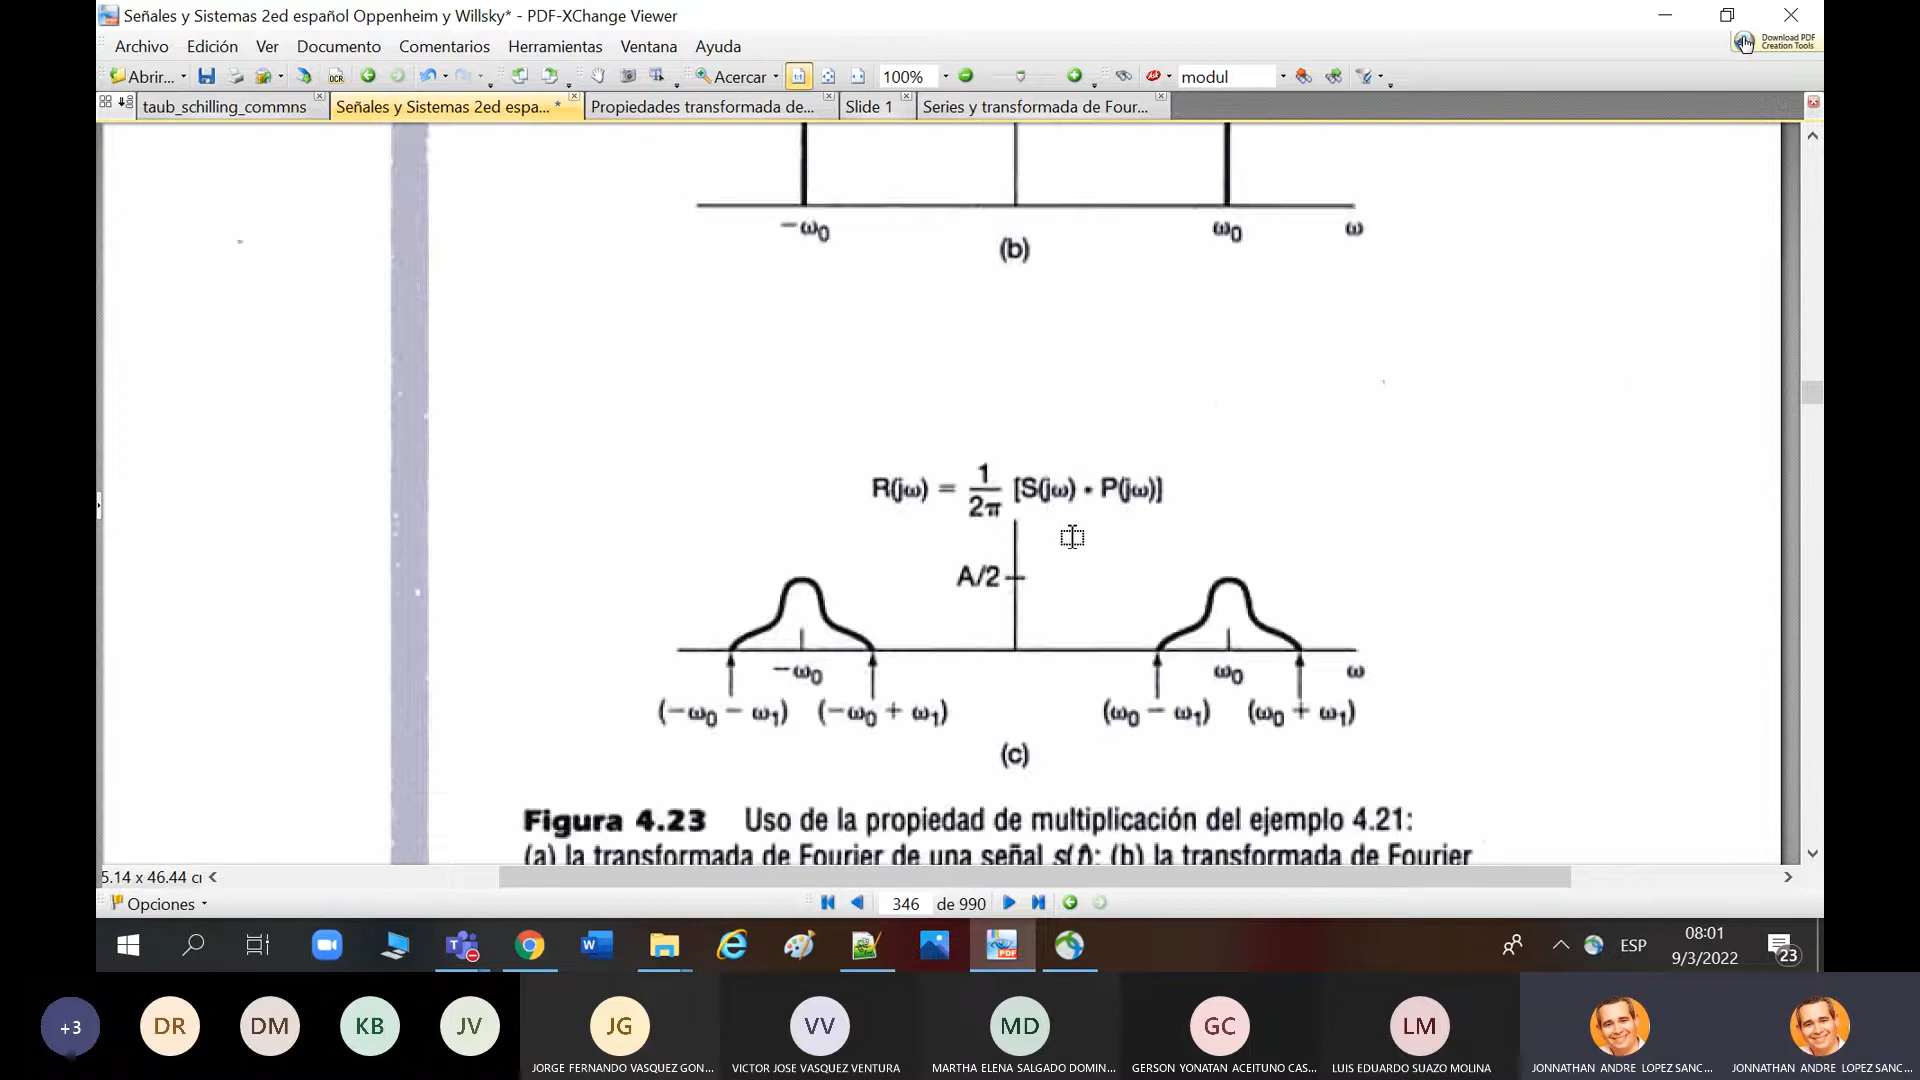 Señales y Sistemas 2ed español Oppenheim y Willsky* - PDF-XChange Viewer
Archivo Edición Ver Documento Comentarios Herramientas Ventana Ayuda
Download PDF
Creation Tools
Abrir... OCR Acercar 100% modul
taub_schilling_commns Señales y Sistemas 2ed espa... * Propiedades transformada de... Slide 1 Series y transformada de Four...
−ω0 ω0 ω
(b)
R(jω) = 1/2π [S(jω) * P(jω)]
A/2
−ω0 ω0 ω
(−ω0 − ω1) (−ω0 + ω1) (ω0 − ω1) (ω0 + ω1)
(c)
Figura 4.23 Uso de la propiedad de multiplicación del ejemplo 4.21:
(a) la transformada de Fourier de una señal s(t); (b) la transformada de Fourier
5.14 x 46.44 c
Opciones 346 de 990
08:01
ESP
9/3/2022
23
PDF
+3 DR DM KB JV JG VV MD GC LM
JORGE FERNANDO VASQUEZ GON... VICTOR JOSE VASQUEZ VENTURA MARTHA ELENA SALGADO DOMIN... GERSON YONATAN ACEITUNO CAS... LUIS EDUARDO SUAZO MOLINA JONNATHAN ANDRE LOPEZ SANC... JONNATHAN ANDRE LOPEZ SANC...